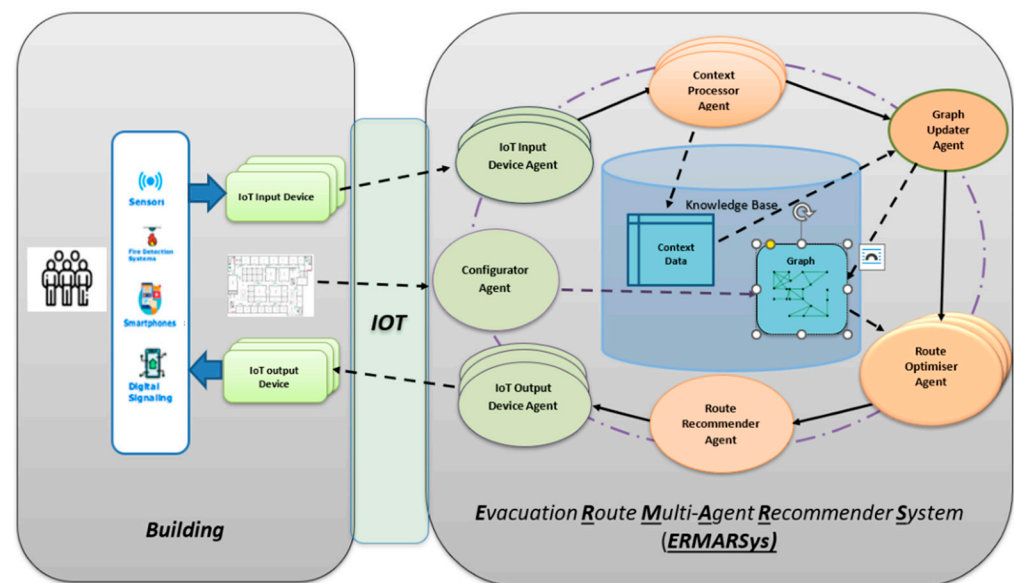 Sensors
Fire Detection
Systems
Smartphones :
Digital
Signaling
IoT Input Device
IoT output
Device
Building
IOT
IoT Input
Device Agent
Configurator
Agent
IoT Output
Device Agent
Context
Processor
Agent
Graph
Updater
Agent
Knowledge Base
Context
Data
Graph
Route
Optimiser
Agent
Route
Recommender
Agent
Evacuation Route Multi-Agent Recommender System
(ERMARSys)